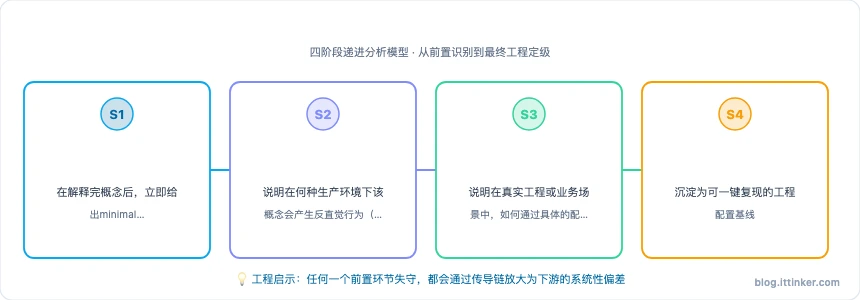 四阶段递进分析模型 · 从前置识别到最终工程定级
S1
在解释完概念后，立即给
出minimal...
S2
说明在何种生产环境下该
概念会产生反直觉行为（...
S3
说明在真实工程或业务场
景中，如何通过具体的配...
S4
沉淀为可一键复现的工程
配置基线
💡 工程启示：任何一个前置环节失守，都会通过传导链放大为下游的系统性偏差
blog.ittinker.com